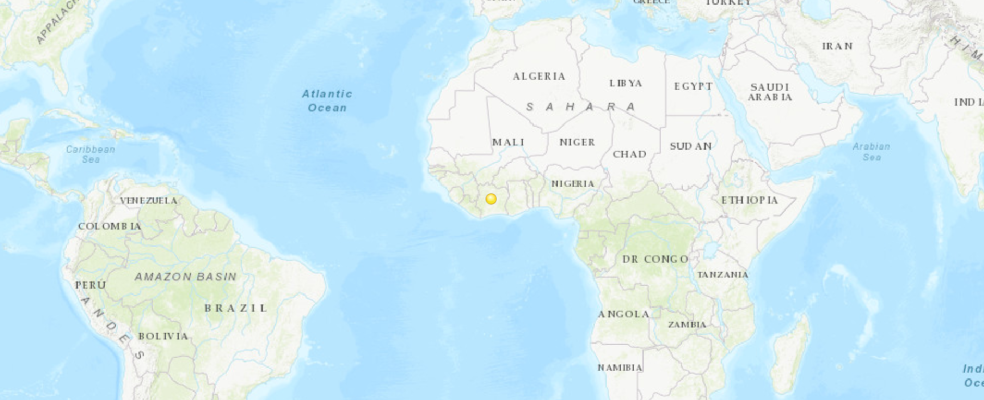 GREECE
TURKEY
APPALACH
IRAN
HIM
ALGERIA
LIBYA
EGYPT
SAUDI
ARABIA
INDI
Atlantic
Ocean
SAHARA
MALI
NIGER
CHAD
SUDAN
Arabian
Sea
Caribbean
Sea
NIGERIA
ETHIOPIA
VENEZUELA
COLOMBIA
DR CONGO
TANZANIA
AMAZON BASIN
PERÚ
BRAZIL
ANDES
BOLIVIA
ANGOLA
ZAMBIA
NAMIBIA
Indi
Oce